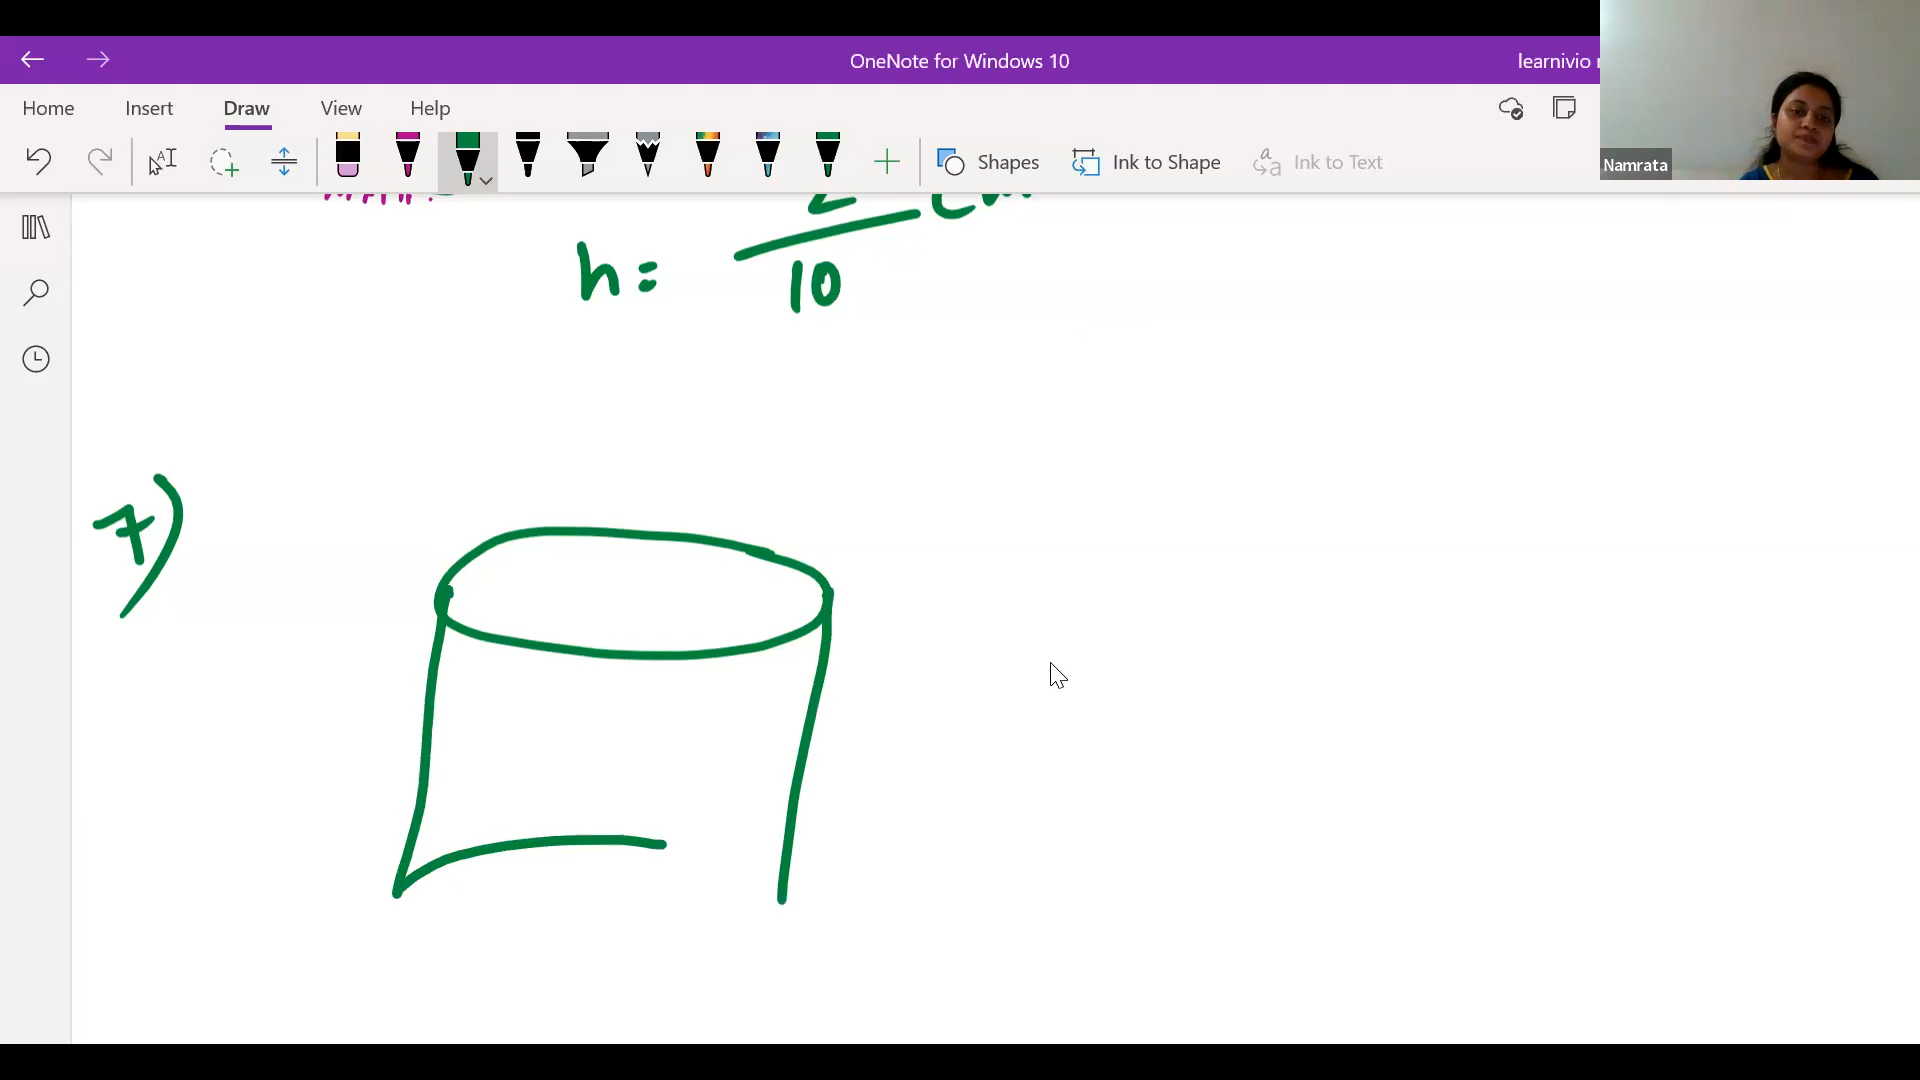 OneNote for Windows 10
learnivio
Home Insert Draw View Help
Shapes Ink to Shape Ink to Text
Namrata
2
h = 10
7)